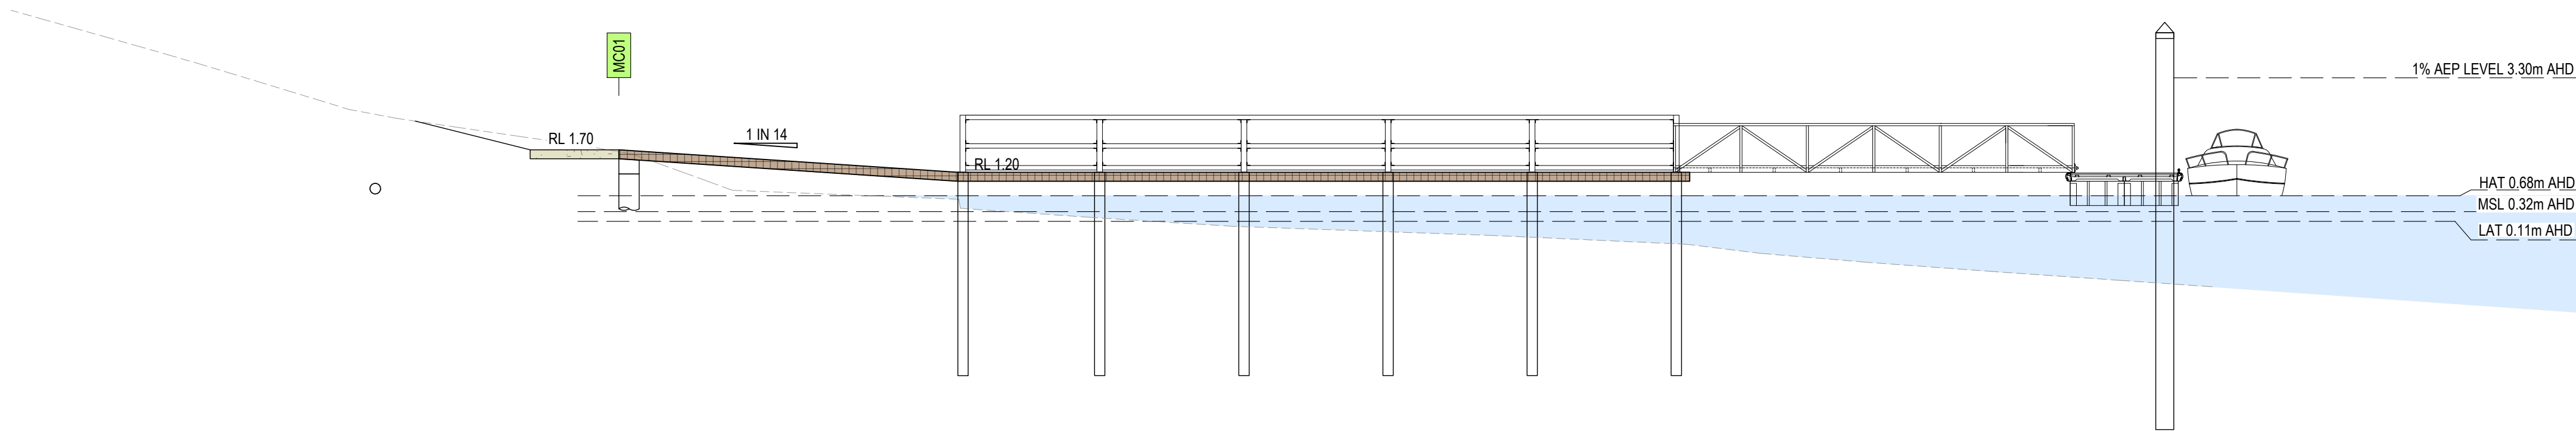 MC01
1% AEP LEVEL 3.30m AHD
RL 1.70
1 IN 14
RL 1.20
HAT 0.68m AHD
MSL 0.32m AHD
LAT 0.11m AHD